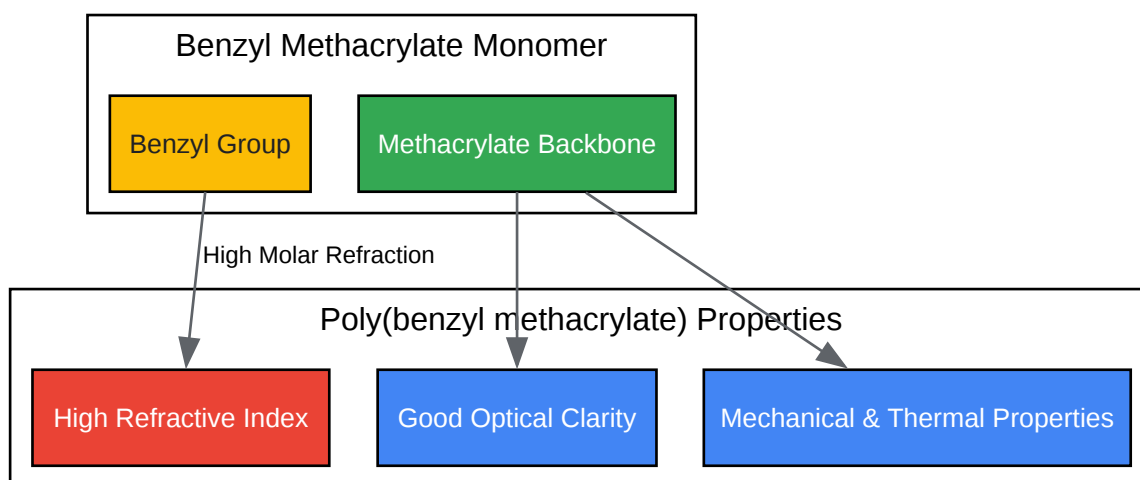 Benzyl Methacrylate Monomer
Benzyl Group
Methacrylate Backbone
High Molar Refraction
Poly(benzyl methacrylate) Properties
High Refractive Index
Good Optical Clarity
Mechanical & Thermal Properties